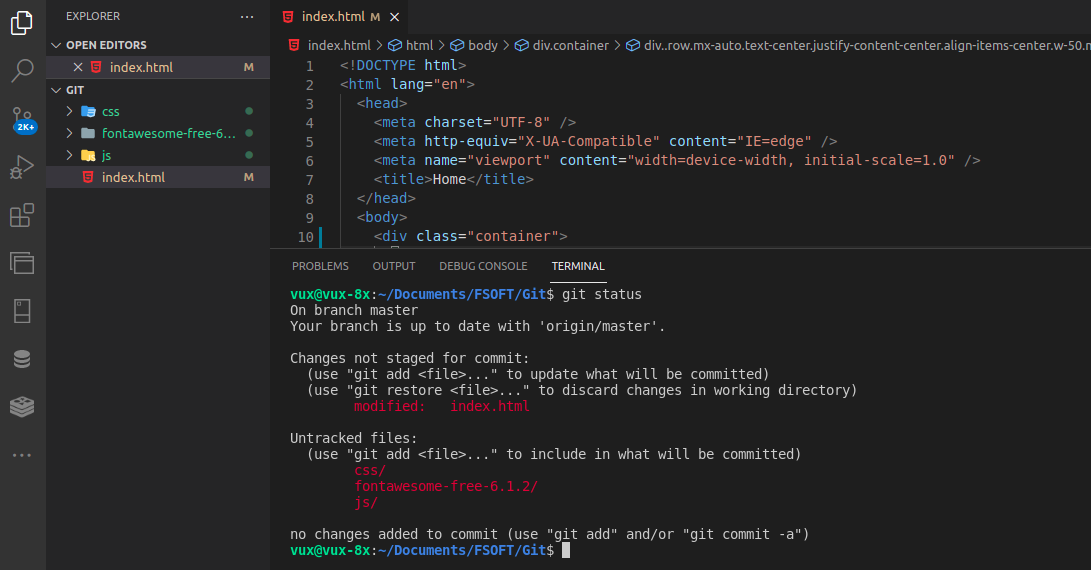 EXPLORER
OPEN EDITORS
index.html M
GIT
css
fontawesome-free-6...
js
index.html M
2K+
index.html M
index.html > html > body > div.container > div..row.mx-auto.text-center.justify-content-center.align-items-center.w-50.m
1 <!DOCTYPE html>
2 <html lang="en">
3 <head>
4 <meta charset="UTF-8" />
5 <meta http-equiv="X-UA-Compatible" content="IE=edge" />
6 <meta name="viewport" content="width=device-width, initial-scale=1.0" />
7 <title>Home</title>
8 </head>
9 <body>
10 <div class="container">
PROBLEMS OUTPUT DEBUG CONSOLE TERMINAL
vux@vux-8x:~/Documents/FSOFT/Git$ git status
On branch master
Your branch is up to date with 'origin/master'.
Changes not staged for commit:
(use "git add <file>..." to update what will be committed)
(use "git restore <file>..." to discard changes in working directory)
modified: index.html
Untracked files:
(use "git add <file>..." to include in what will be committed)
css/
fontawesome-free-6.1.2/
js/
no changes added to commit (use "git add" and/or "git commit -a")
vux@vux-8x:~/Documents/FSOFT/Git$